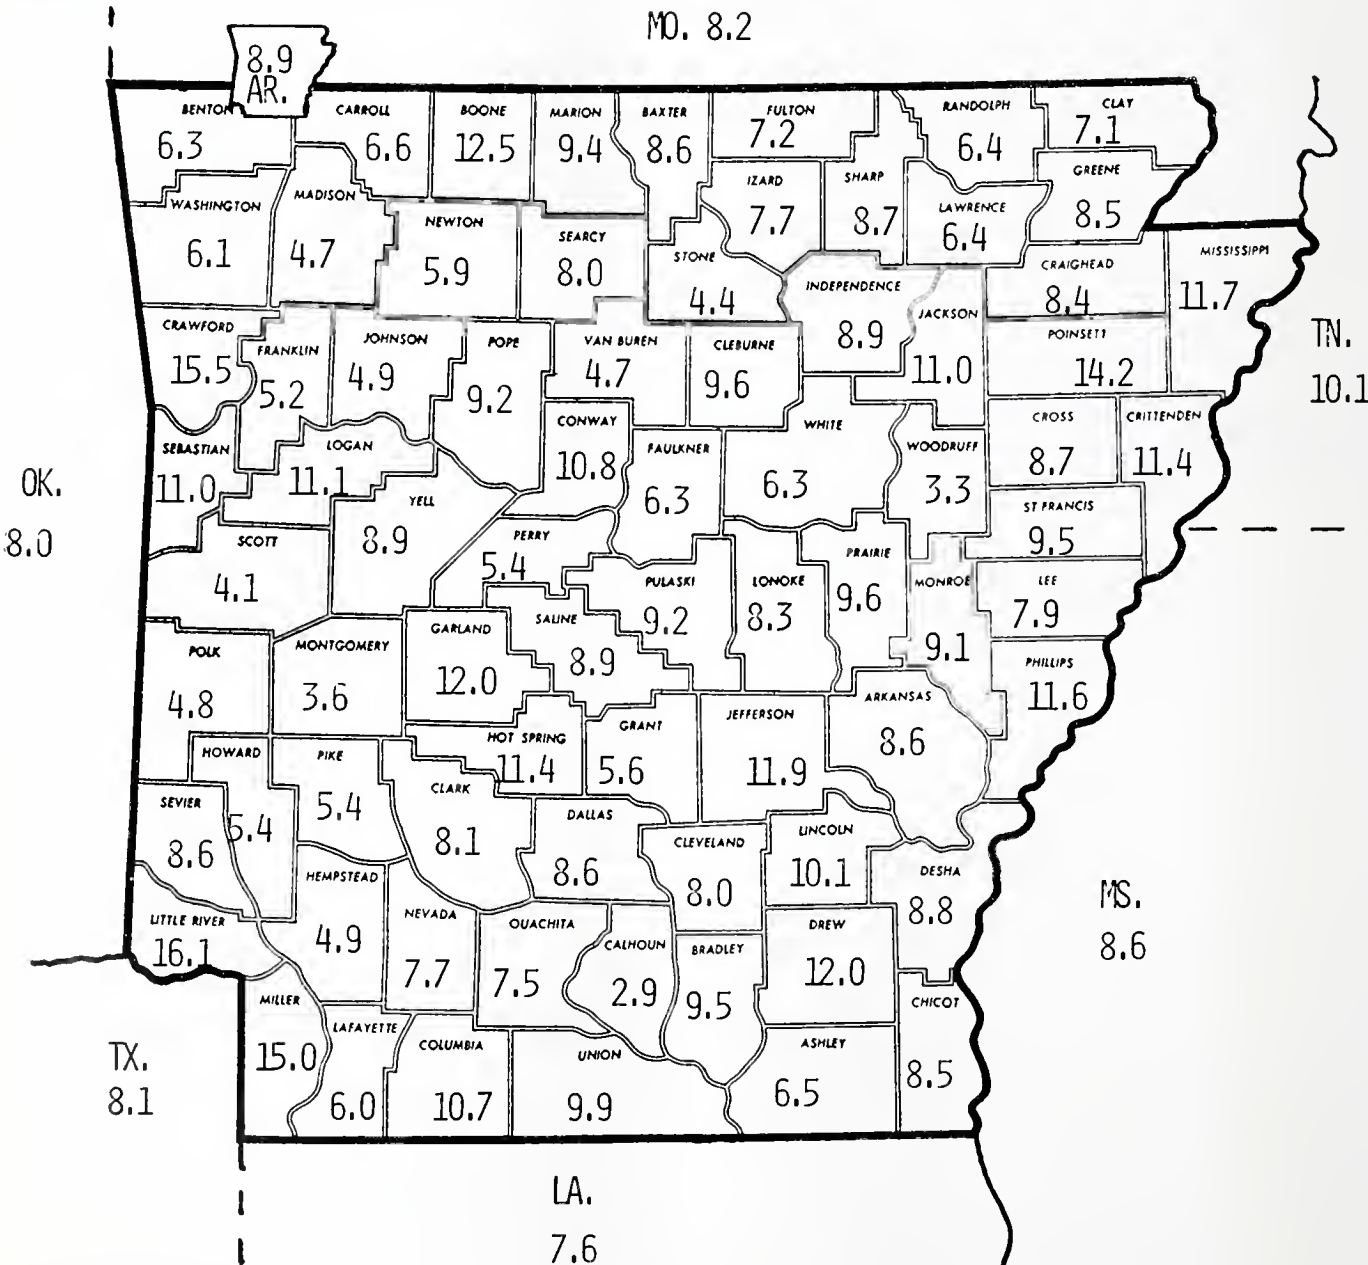 MO. 8.2
8.9
AR.
BENTON
6.3
CARROLL
6.6
BOONE
12.5
MARION
9.4
BAXTER
8.6
FULTON
7.2
RANDOLPH
6.4
CLAY
7.1
WASHINGTON
6.1
MADISON
4.7
NEWTON
5.9
SEARCY
8.0
STONE
4.4
IZARD
7.7
SHARP
8.7
LAWRENCE
6.4
GREENE
8.5
CRAIGHEAD
8.4
MISSISSIPPI
11.7
CRAWFORD
15.5
FRANKLIN
5.2
JOHNSON
4.9
POPE
9.2
VAN BUREN
4.7
CLEBURNE
9.6
INDEPENDENCE
8.9
JACKSON
11.0
POINSETT
14.2
TN.
10.1
SEBASTIAN
11.0
LOGAN
11.1
YELL
8.9
CONWAY
10.8
FAULKNER
6.3
WHITE
6.3
WOODRUFF
3.3
CROSS
8.7
CRITTENDEN
11.4
OK.
8.0
SCOTT
4.1
PERRY
5.4
PULASKI
9.2
LONOKE
8.3
PRAIRIE
9.6
MONROE
9.1
ST FRANCIS
9.5
LEE
7.9
POLK
4.8
MONTGOMERY
3.6
GARLAND
12.0
SALINE
8.9
PHILLIPS
11.6
HOWARD
5.4
PIKE
5.4
HOT SPRING
11.4
GRANT
5.6
JEFFERSON
11.9
ARKANSAS
8.6
SEVIER
8.6
CLARK
8.1
DALLAS
8.6
CLEVELAND
8.0
LINCOLN
10.1
DESHA
8.8
LITTLE RIVER
16.1
HEMPSTEAD
4.9
NEVADA
7.7
OUACHITA
7.5
CALHOUN
2.9
BRADLEY
9.5
DREW
12.0
MS.
8.6
MILLER
15.0
LAFAYETTE
6.0
COLUMBIA
10.7
UNION
9.9
ASHLEY
6.5
CHICOT
8.5
TX.
8.1
LA.
7.6